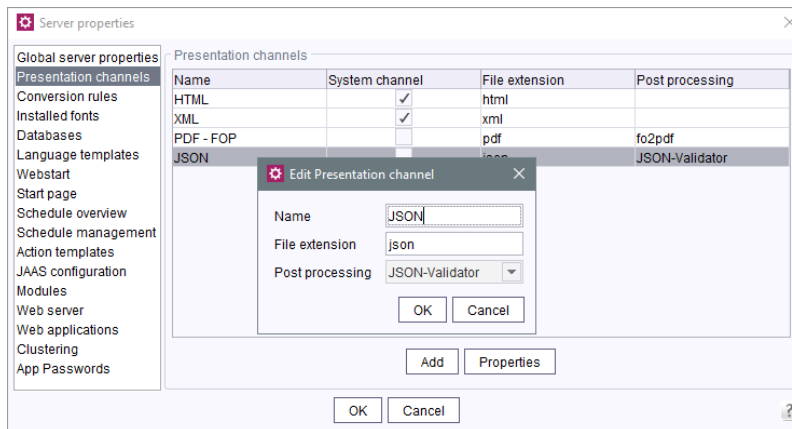 Server properties
Global server properties
Presentation channels
Conversion rules
Installed fonts
Databases
Language templates
Webstart
Start page
Schedule overview
Schedule management
Action templates
JAAS configuration
Modules
Web server
Web applications
Clustering
App Passwords
Presentation channels
Name System channel File extension Post processing
HTML html
XML xml
PDF - FOP pdf fo2pdf
JSON json JSON-Validator
Edit Presentation channel
Name JSON
File extension json
Post processing JSON-Validator
OK Cancel
Add Properties
OK Cancel
?